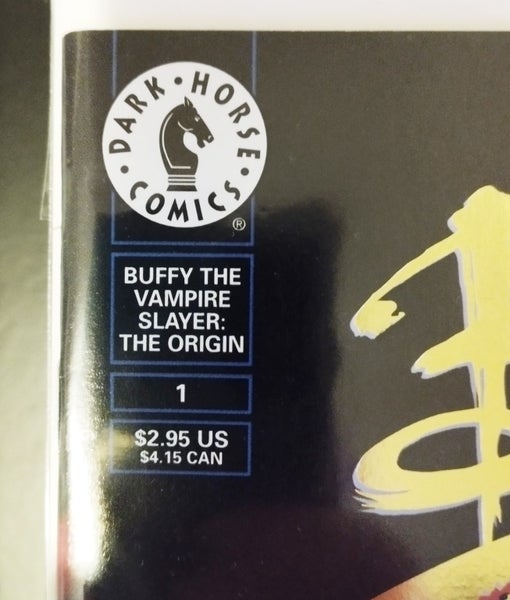 DARK • HORSE
• COMICS •
®
BUFFY THE
VAMPIRE
SLAYER:
THE ORIGIN
1
$2.95 US
$4.15 CAN